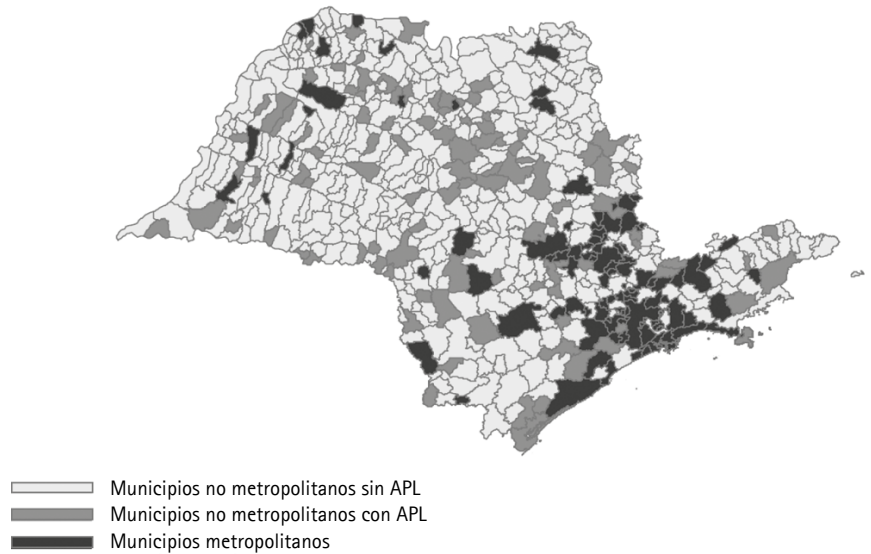 Municipios no metropolitanos sin APL
Municipios no metropolitanos con APL
Municipios metropolitanos